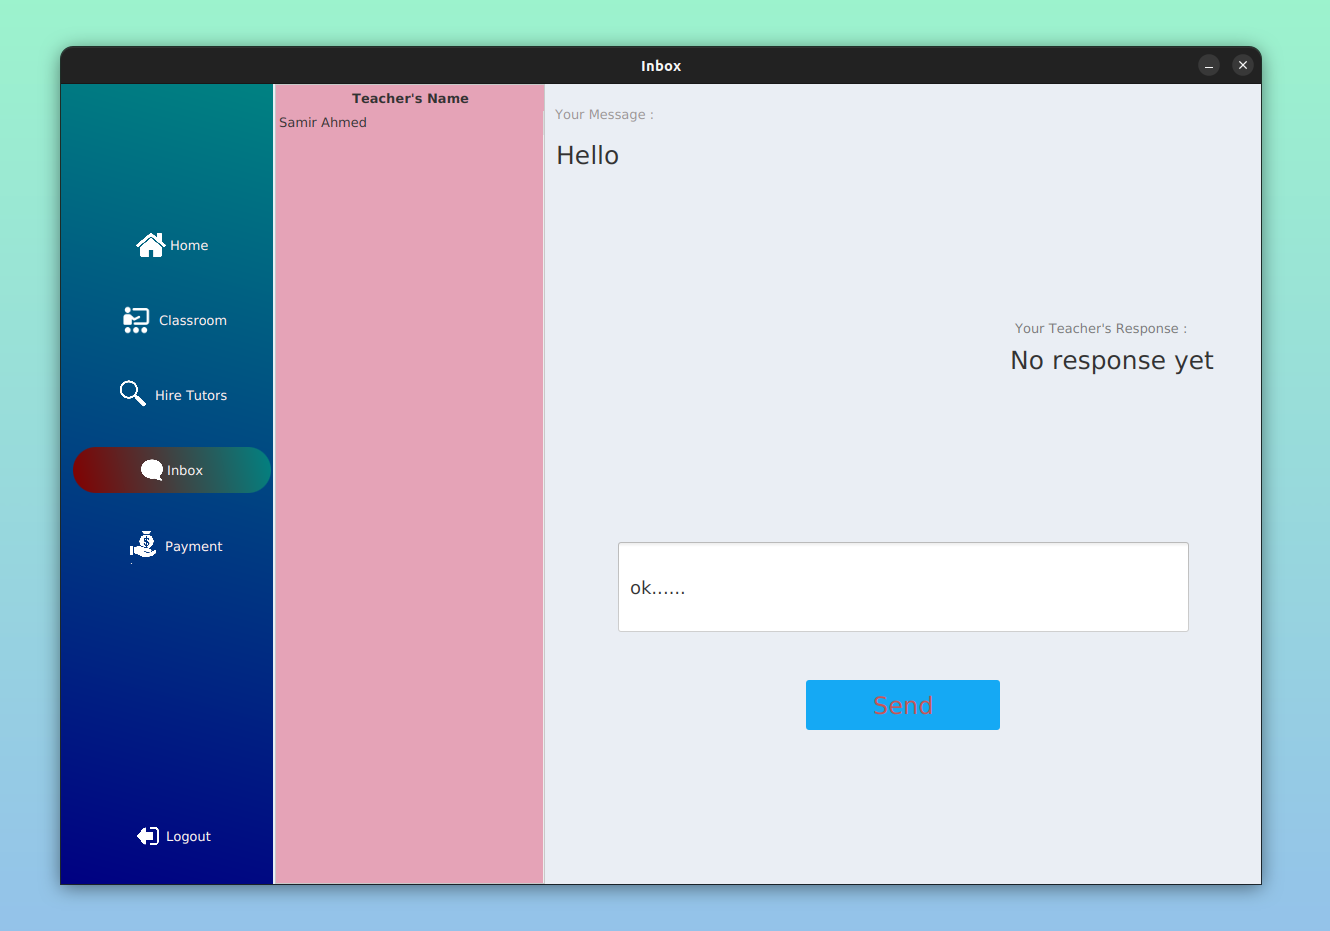 Inbox
Home
Classroom
Hire Tutors
Inbox
Payment
Logout
Teacher's Name
Samir Ahmed
Your Message :
Hello
Your Teacher's Response :
No response yet
ok......
Send